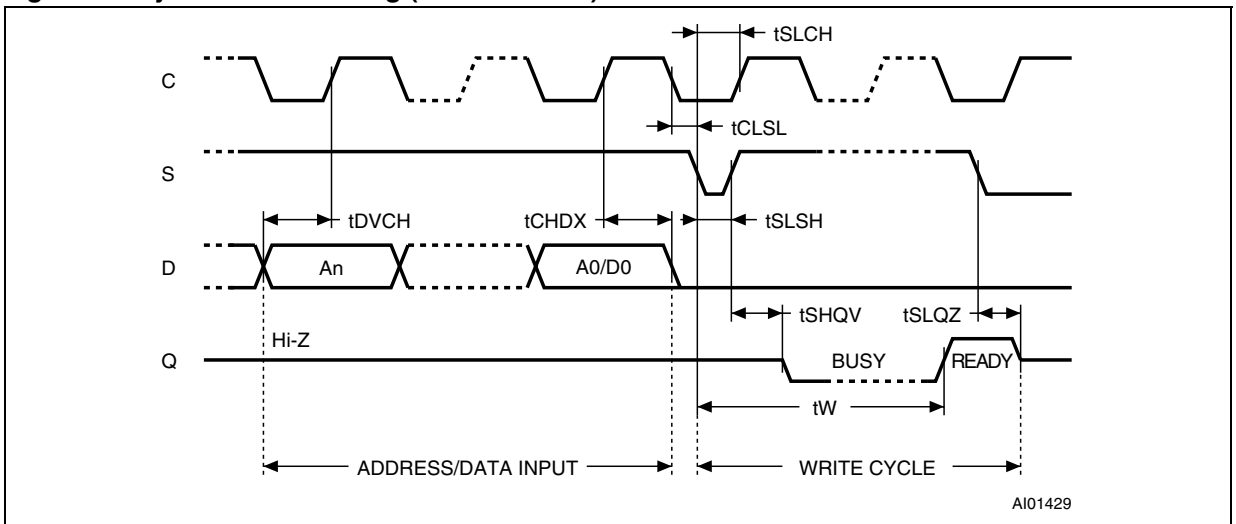 tSLCH
C
tCLSL
S
tDVCH
tCHDX
tSLSH
D
An
A0/D0
tSHQV
tSLQZ
Hi-Z
Q
BUSY
READY
tW
ADDRESS/DATA INPUT
WRITE CYCLE
AI01429